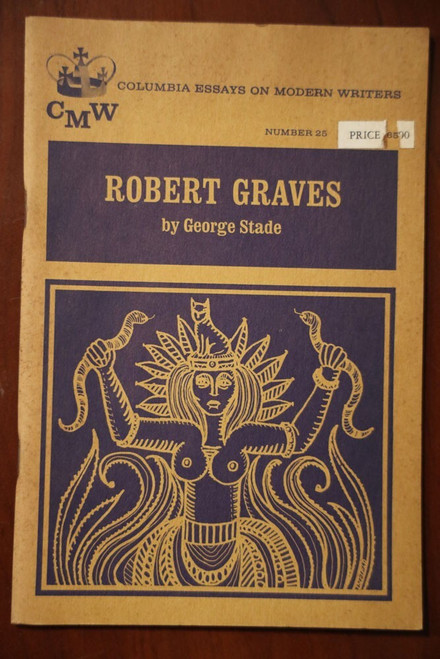 CMW
COLUMBIA ESSAYS ON MODERN WRITERS
NUMBER 25
PRICE
ROBERT GRAVES
by George Stade